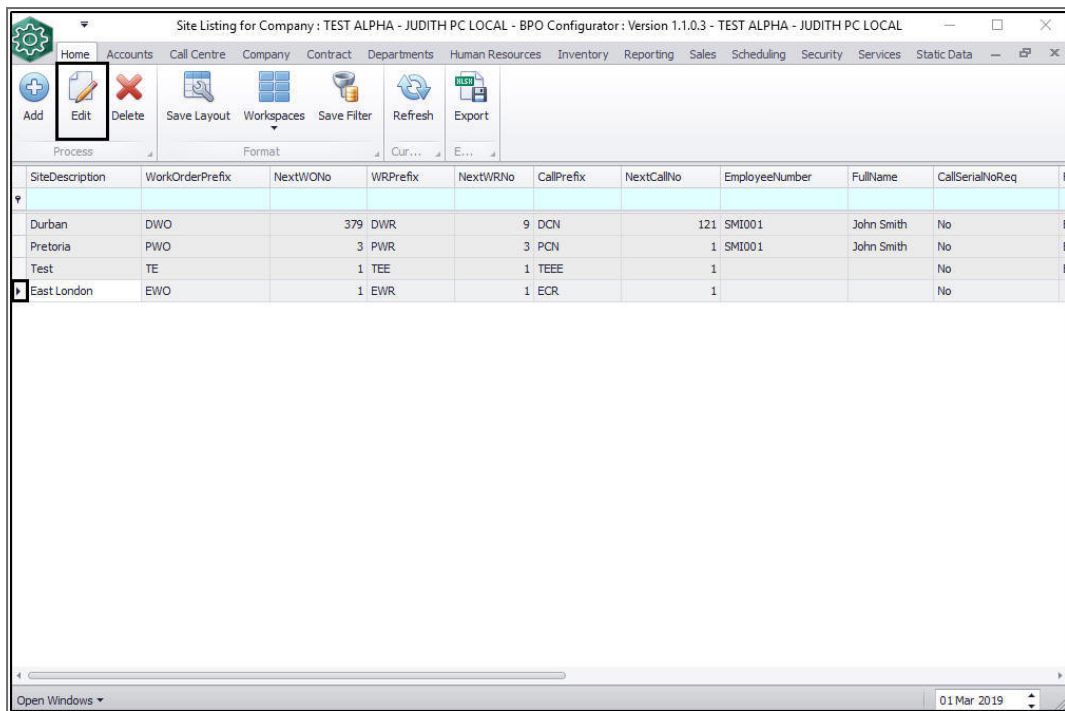 Site Listing for Company : TEST ALPHA - JUDITH PC LOCAL - BPO Configurator : Version 1.1.0.3 - TEST ALPHA - JUDITH PC LOCAL
Home Accounts Call Centre Company Contract Departments Human Resources Inventory Reporting Sales Scheduling Security Services Static Data
XLSX
Add Edit Delete Save Layout Workspaces Save Filter Refresh Export
Process Format Cur... E...
SiteDescription WorkOrderPrefix NextWONo WRPrefix NextWRNo CallPrefix NextCallNo EmployeeNumber FullName CallSerialNoReq
Durban DWO 379 DWR 9 DCN 121 SMI001 John Smith No
Pretoria PWO 3 PWR 3 PCN 1 SMI001 John Smith No
Test TE 1 TEE 1 TEEE 1 No
East London EWO 1 EWR 1 ECR 1 No
Open Windows 01 Mar 2019